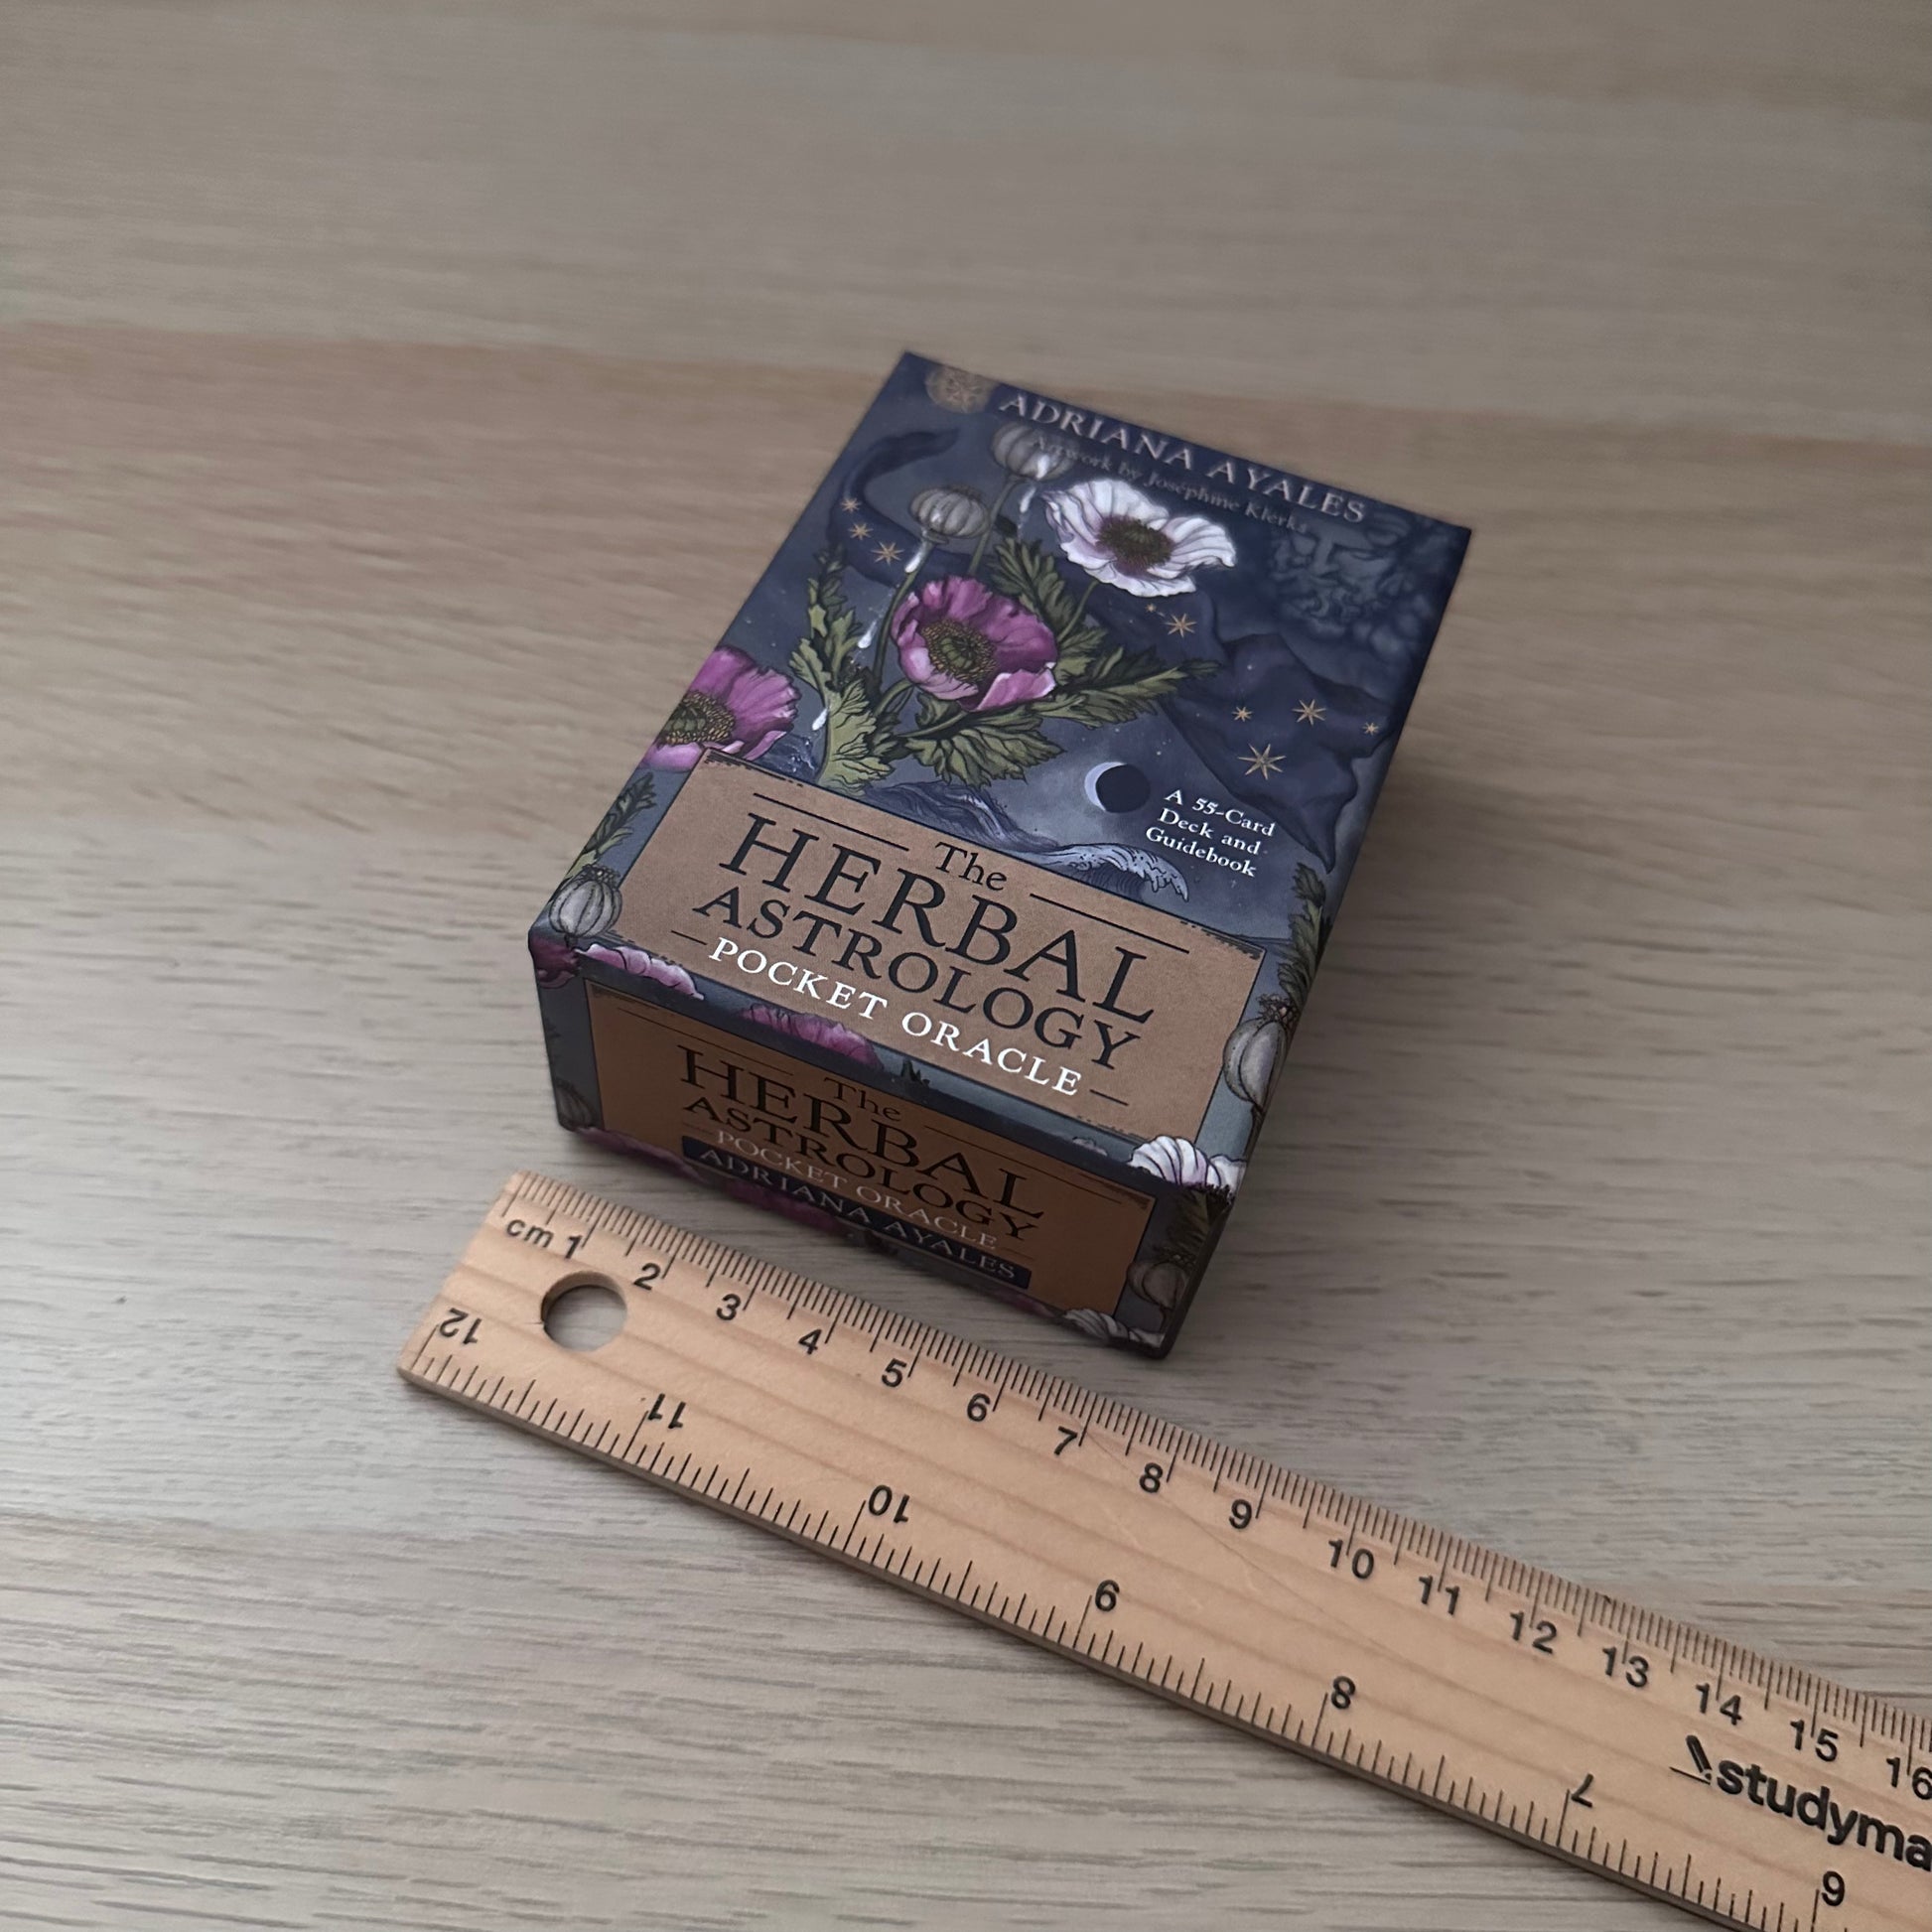 ADRIANA AYALES
Artwork by Josephine Klerks
A 55-Card
Deck and
Guidebook
The
HERBAL
ASTROLOGY
POCKET ORACLE
The
HERBAL
ASTROLOGY
POCKET ORACLE
ADRIANA AYALES
cm 1 2 3 4 5 6 7 8 9 10 11 12 13 14 15 16
12 11 10 9 8 7 6
studyma